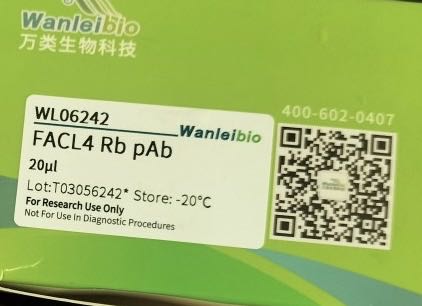 Wanleibio
万类生物科技
400-602-0407
WL06242
Wanleibio
FACL4 Rb pAb
20μl
Lot:T03056242* Store: -20°C
For Research Use Only
Not For Use In Diagnostic Procedures